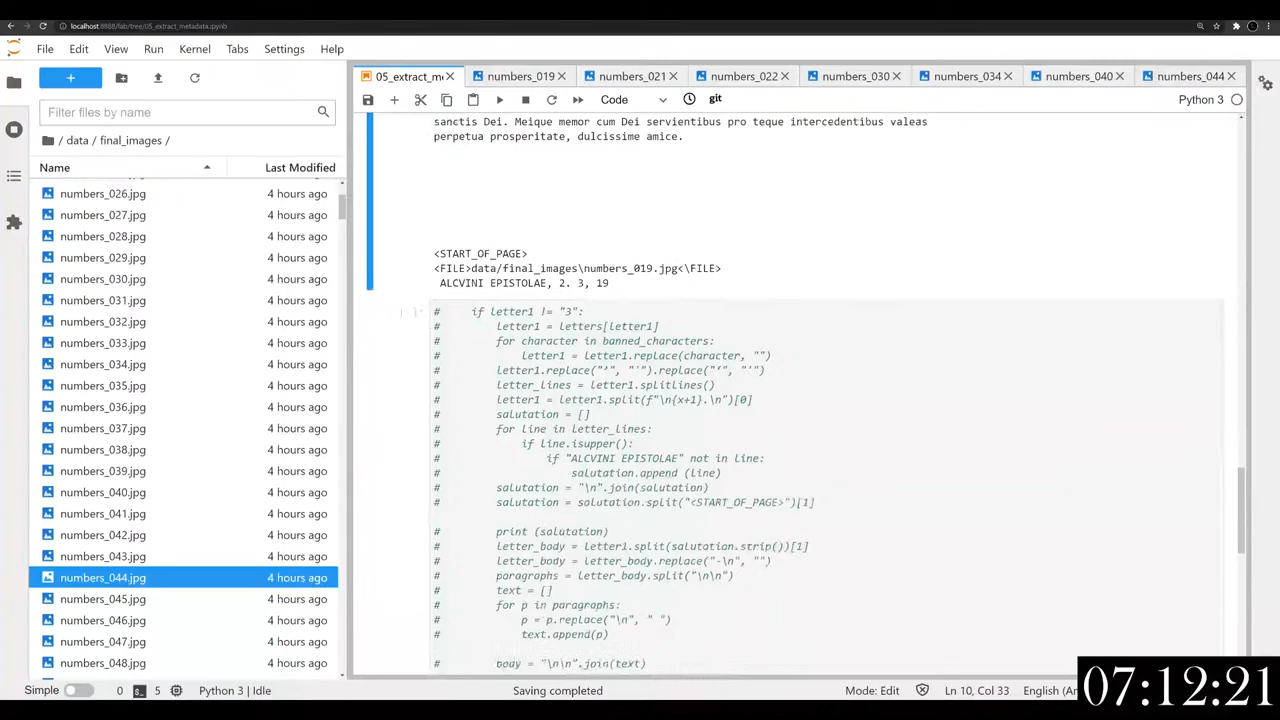 localhost:8888/lab/tree/05_extract_metadata.ipynb
File Edit View Run Kernel Tabs Settings Help
05_extract_me numbers_019 numbers_021 numbers_022 numbers_030 numbers_034 numbers_040 numbers_044
Code git Python 3
Filter files by name
/ data / final_images /
Name Last Modified
numbers_026.jpg 4 hours ago
numbers_027.jpg 4 hours ago
numbers_028.jpg 4 hours ago
numbers_029.jpg 4 hours ago
numbers_030.jpg 4 hours ago
numbers_031.jpg 4 hours ago
numbers_032.jpg 4 hours ago
numbers_033.jpg 4 hours ago
numbers_034.jpg 4 hours ago
numbers_035.jpg 4 hours ago
numbers_036.jpg 4 hours ago
numbers_037.jpg 4 hours ago
numbers_038.jpg 4 hours ago
numbers_039.jpg 4 hours ago
numbers_040.jpg 4 hours ago
numbers_041.jpg 4 hours ago
numbers_042.jpg 4 hours ago
numbers_043.jpg 4 hours ago
numbers_044.jpg 4 hours ago
numbers_045.jpg 4 hours ago
numbers_046.jpg 4 hours ago
numbers_047.jpg 4 hours ago
numbers_048.jpg 4 hours ago
sanctis Dei. Meique memor cum Dei servientibus pro teque intercedentibus valeas
perpetua prosperitate, dulcissime amice.
<START_OF_PAGE>
<FILE>data/final_images\numbers_019.jpg<\FILE>
ALCVINI EPISTOLAE, 2. 3, 19
# if letter1 != "3":
# letter1 = letters[letter1]
# for character in banned_characters:
# letter1 = letter1.replace(character, "")
# letter1.replace("‘", "'").replace("‘", "'")
# letter_lines = letter1.splitlines()
# letter1 = letter1.split(f"\n{x+1}.\n")[0]
# salutation = []
# for line in letter_lines:
# if line.isupper():
# if "ALCVINI EPISTOLAE" not in line:
# salutation.append (line)
# salutation = "\n".join(salutation)
# salutation = salutation.split("<START_OF_PAGE>")[1]
# print (salutation)
# letter_body = letter1.split(salutation.strip())[1]
# letter_body = letter_body.replace("-\n", "")
# paragraphs = letter_body.split("\n\n")
# text = []
# for p in paragraphs:
# p = p.replace("\n", " ")
# text.append(p)
# body = "\n\n".join(text)
Simple 0 5 Python 3 | Idle Saving completed Mode: Edit Ln 10, Col 33 English (Am
07:12:21